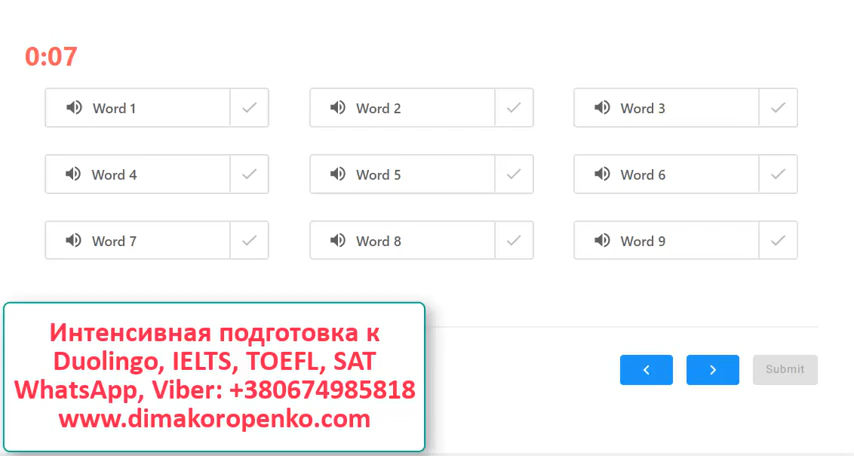 0:07
Word 1
Word 2
Word 3
Word 4
Word 5
Word 6
Word 7
Word 8
Word 9
Интенсивная подготовка к
Duolingo, IELTS, TOEFL, SAT
WhatsApp, Viber: +380674985818
www.dimakoropenko.com
Submit